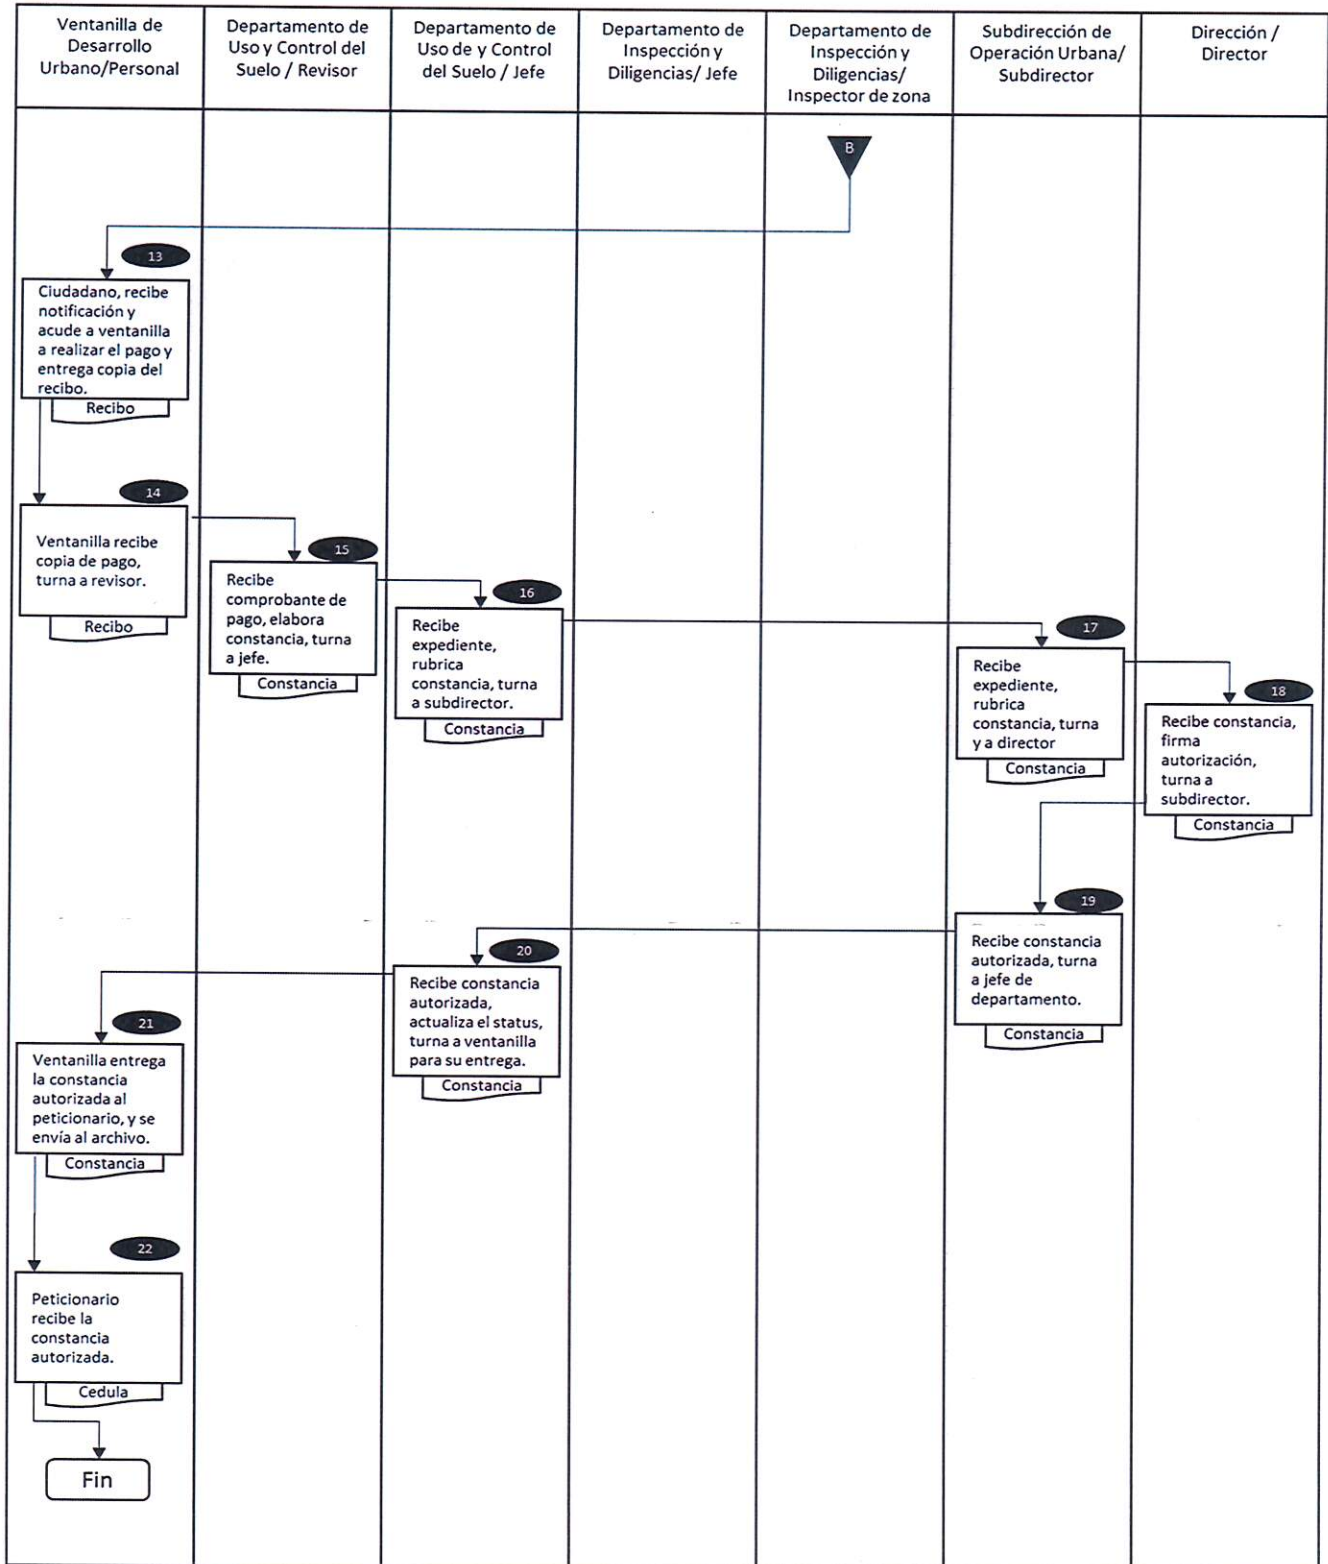 Ventanilla de
Desarrollo
Urbano/Personal
Departamento de
Uso y Control del
Suelo / Revisor
Departamento de
Uso de y Control
del Suelo / Jefe
Departamento de
Inspección y
Diligencias/ Jefe
Departamento de
Inspección y
Diligencias/
Inspector de zona
Subdirección de
Operación Urbana/
Subdirector
Dirección /
Director
B
13
Ciudadano, recibe
notificación y
acude a ventanilla
a realizar el pago y
entrega copia del
recibo.
Recibo
14
Ventanilla recibe
copia de pago,
turna a revisor.
Recibo
15
Recibe
comprobante de
pago, elabora
constancia, turna
a jefe.
Constancia
16
Recibe
expediente,
rubrica
constancia, turna
a subdirector.
Constancia
17
Recibe
expediente,
rubrica
constancia, turna
y a director
Constancia
18
Recibe constancia,
firma
autorización,
turna a
subdirector.
Constancia
19
Recibe constancia
autorizada, turna
a jefe de
departamento.
Constancia
20
Recibe constancia
autorizada,
actualiza el status,
turna a ventanilla
para su entrega.
Constancia
21
Ventanilla entrega
la constancia
autorizada al
peticionario, y se
envía al archivo.
Constancia
22
Peticionario
recibe la
constancia
autorizada.
Cedula
Fin